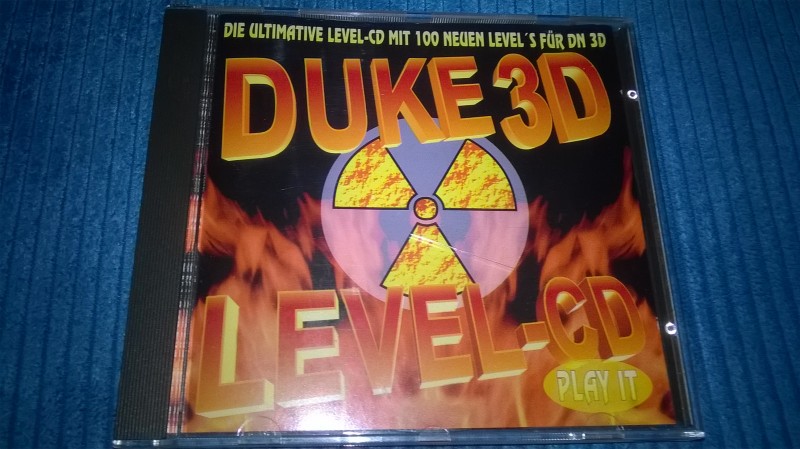 DIE ULTIMATIVE LEVEL-CD MIT 100 NEUEN LEVEL´S FÜR DN 3D
DUKE 3D
LEVEL-CD
PLAY IT